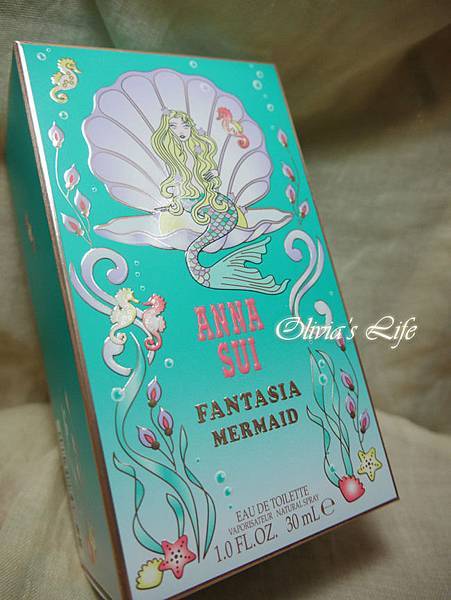 ANNA
SUI
Olivia's Life
FANTASIA
MERMAID
EAU DE TOILETTE
VAPORISATEUR NATURAL SPRAY
1.0 FL.OZ. 30 mL℮